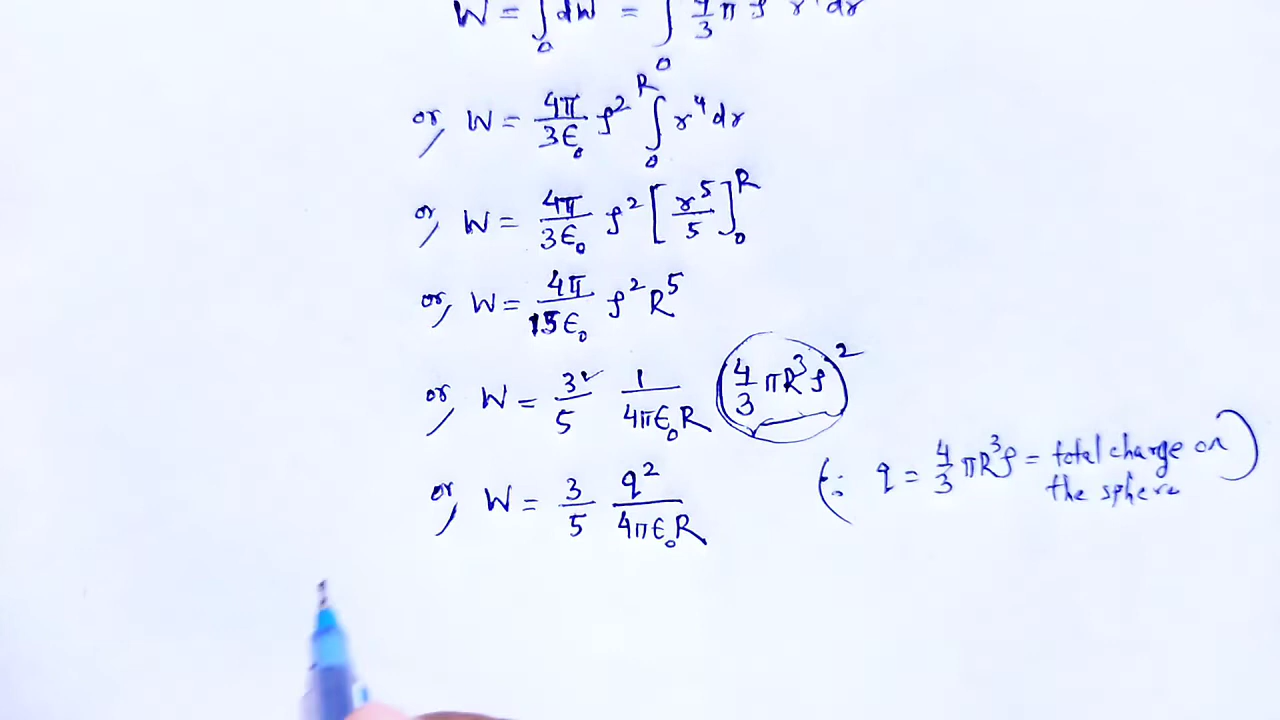 W = ∫₀ dW = ∫₀ 4/3 π ρ r dr
or, W = 4π/3ϵ₀ ρ² ∫₀ᴿ r⁴ dr
or, W = 4π/3ϵ₀ ρ² [r⁵/5]₀ᴿ
or, W = 4π/15ϵ₀ ρ² R⁵
or, W = 3/5 1/4πϵ₀R (4/3 πR³ρ)²
(∵ q = 4/3 πR³ρ = total charge on
the sphere)
or, W = 3/5 q²/4πϵ₀R